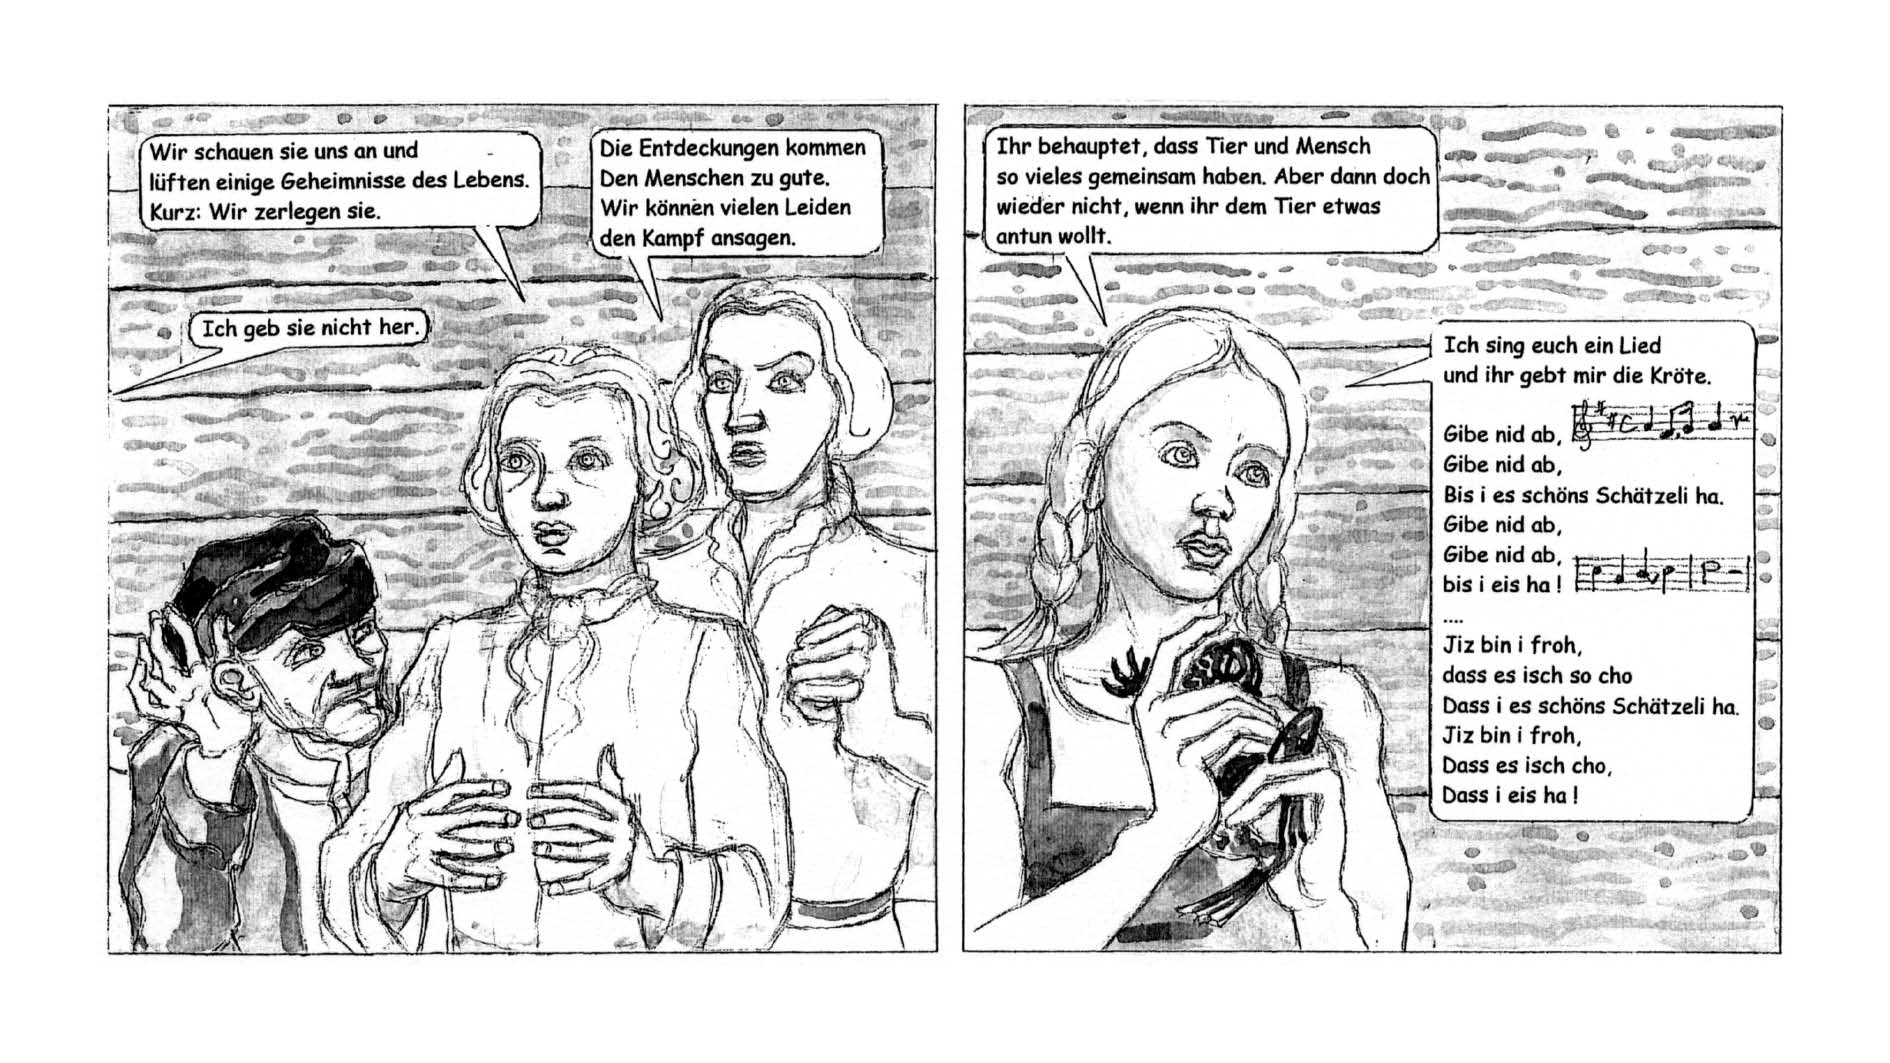 Wir schauen sie uns an und
lüften einige Geheimnisse des Lebens.
Kurz: Wir zerlegen sie.
Die Entdeckungen kommen
Den Menschen zu gute.
Wir können vielen Leiden
den Kampf ansagen.
Ich geb sie nicht her.
Ihr behauptet, dass Tier und Mensch
so vieles gemeinsam haben. Aber dann doch
wieder nicht, wenn ihr dem Tier etwas
antun wollt.
Ich sing euch ein Lied
und ihr gebt mir die Kröte.
Gibe nid ab,
Gibe nid ab,
Bis i es schöns Schätzeli ha.
Gibe nid ab,
Gibe nid ab,
bis i eis ha !
....
Jiz bin i froh,
dass es isch so cho
Dass i es schöns Schätzeli ha.
Jiz bin i froh,
Dass es isch cho,
Dass i eis ha !